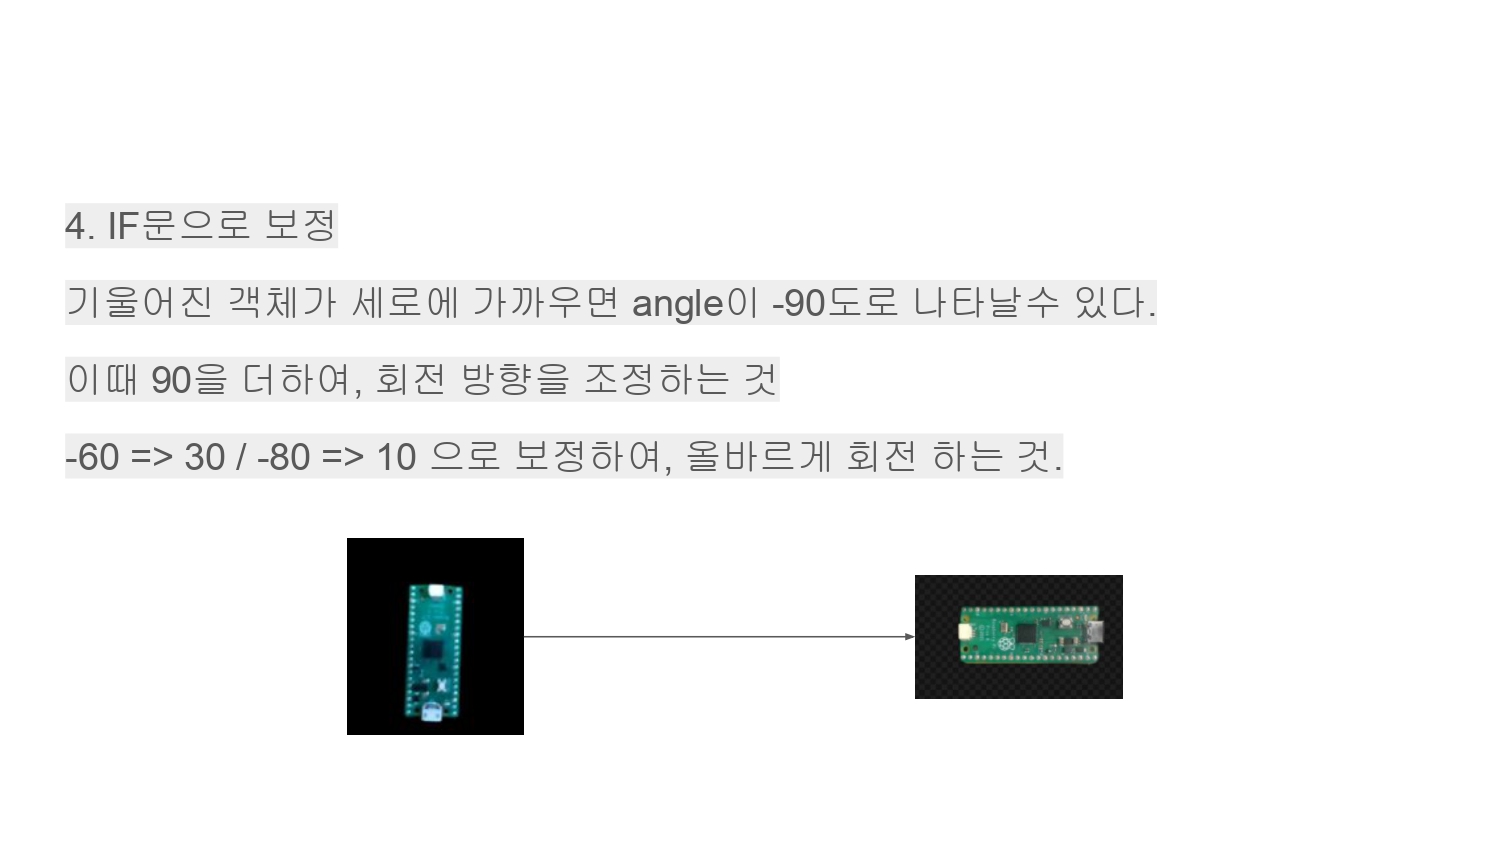 4. IF문으로 보정
기울어진 객체가 세로에 가까우면 angle이 -90도로 나타날수 있다.
이때 90을 더하여, 회전 방향을 조정하는 것
-60 => 30 / -80 => 10 으로 보정하여, 올바르게 회전 하는 것.